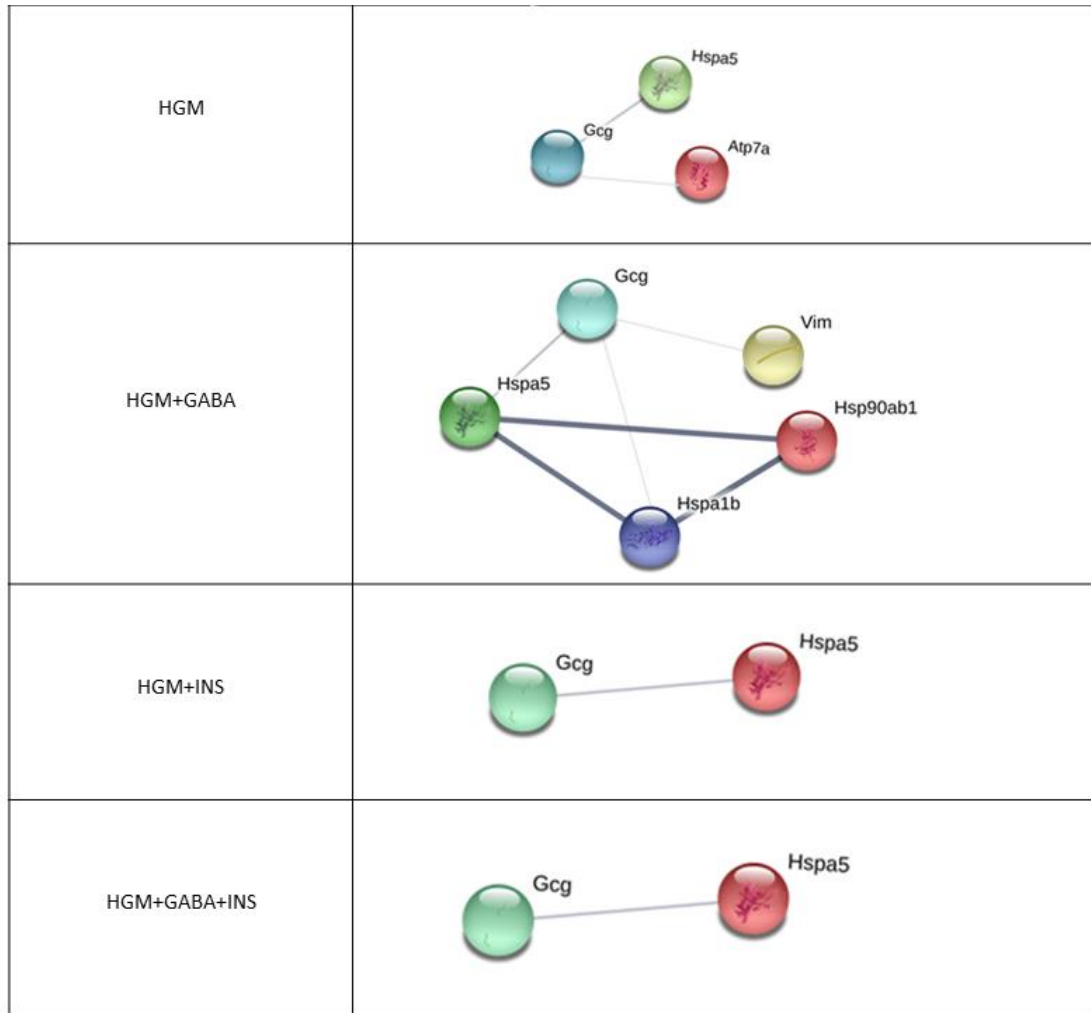 HGM
Hspa5
Gcg
Atp7a
HGM+GABA
Gcg
Vim
Hspa5
Hsp90ab1
Hspa1b
HGM+INS
Gcg
Hspa5
HGM+GABA+INS
Gcg
Hspa5